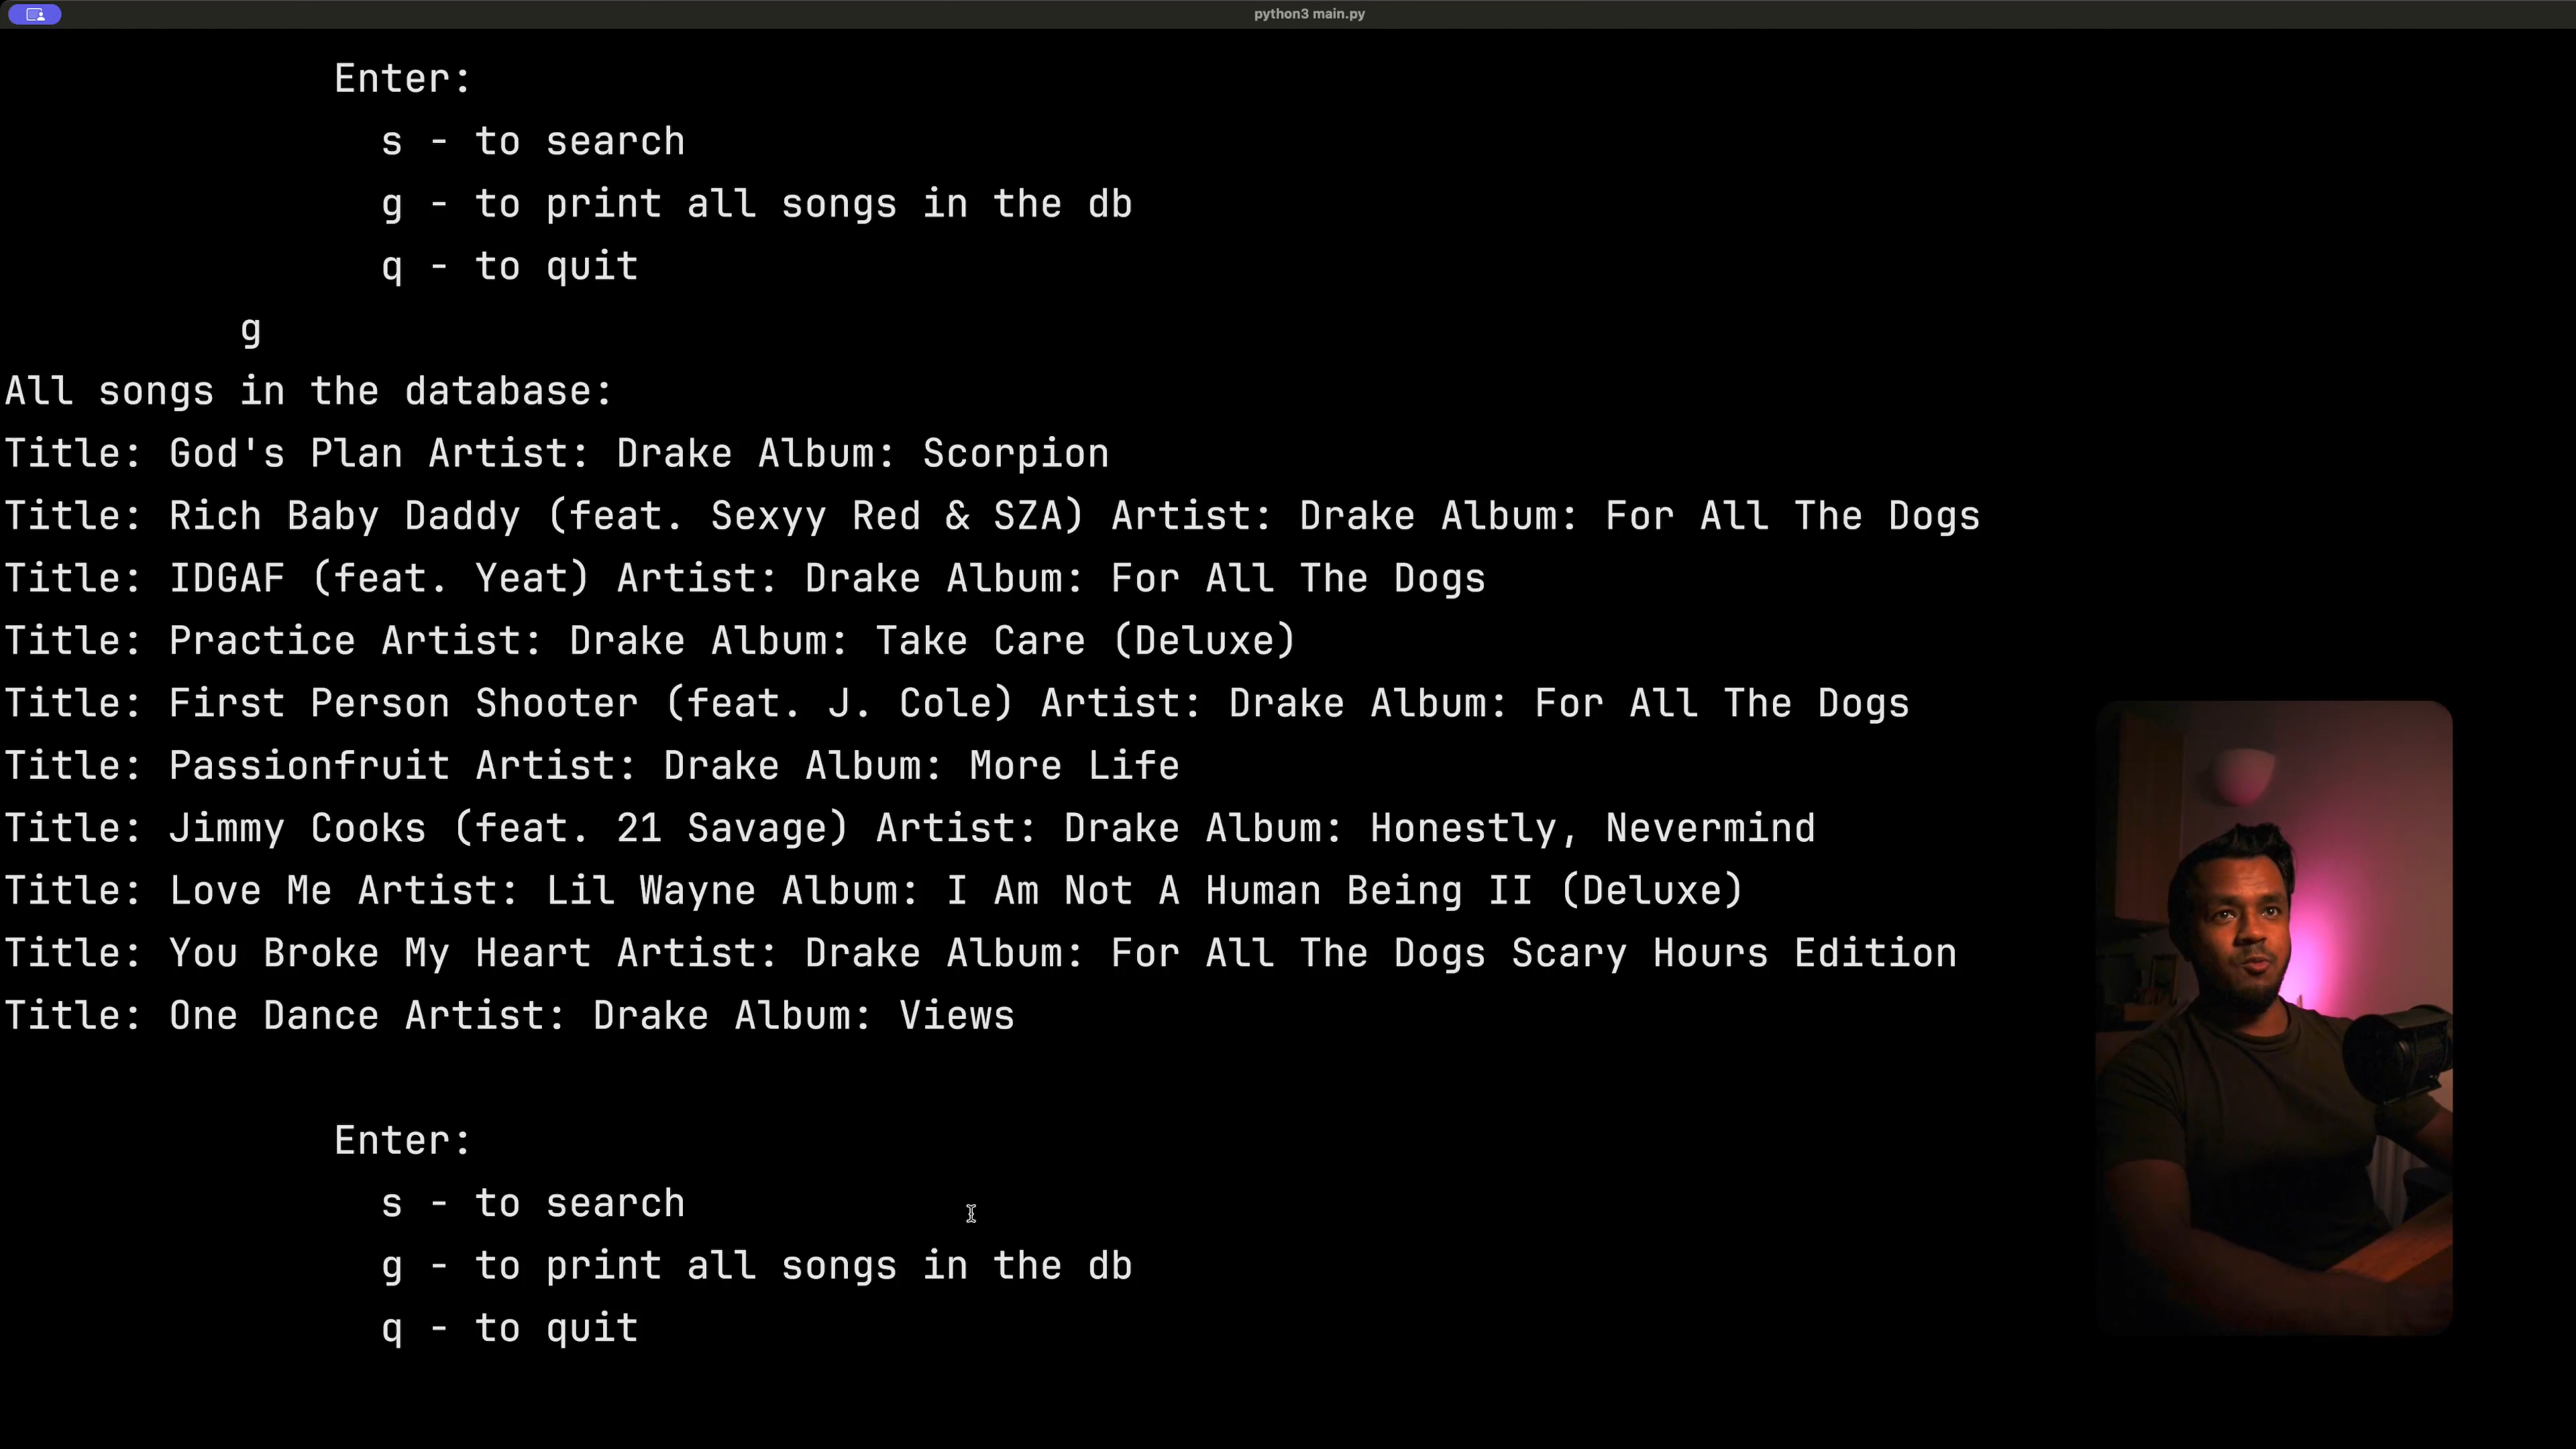 python3 main.py
Enter:
s - to search
g - to print all songs in the db
q - to quit
g
All songs in the database:
Title: God's Plan Artist: Drake Album: Scorpion
Title: Rich Baby Daddy (feat. Sexyy Red & SZA) Artist: Drake Album: For All The Dogs
Title: IDGAF (feat. Yeat) Artist: Drake Album: For All The Dogs
Title: Practice Artist: Drake Album: Take Care (Deluxe)
Title: First Person Shooter (feat. J. Cole) Artist: Drake Album: For All The Dogs
Title: Passionfruit Artist: Drake Album: More Life
Title: Jimmy Cooks (feat. 21 Savage) Artist: Drake Album: Honestly, Nevermind
Title: Love Me Artist: Lil Wayne Album: I Am Not A Human Being II (Deluxe)
Title: You Broke My Heart Artist: Drake Album: For All The Dogs Scary Hours Edition
Title: One Dance Artist: Drake Album: Views
Enter:
s - to search
g - to print all songs in the db
q - to quit